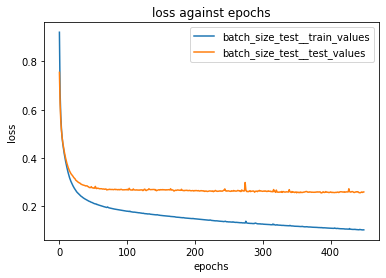 loss against epochs
batch_size_test__train_values
batch_size_test__test_values
loss
0.8
0.6
0.4
0.2
0
100
200
300
400
epochs